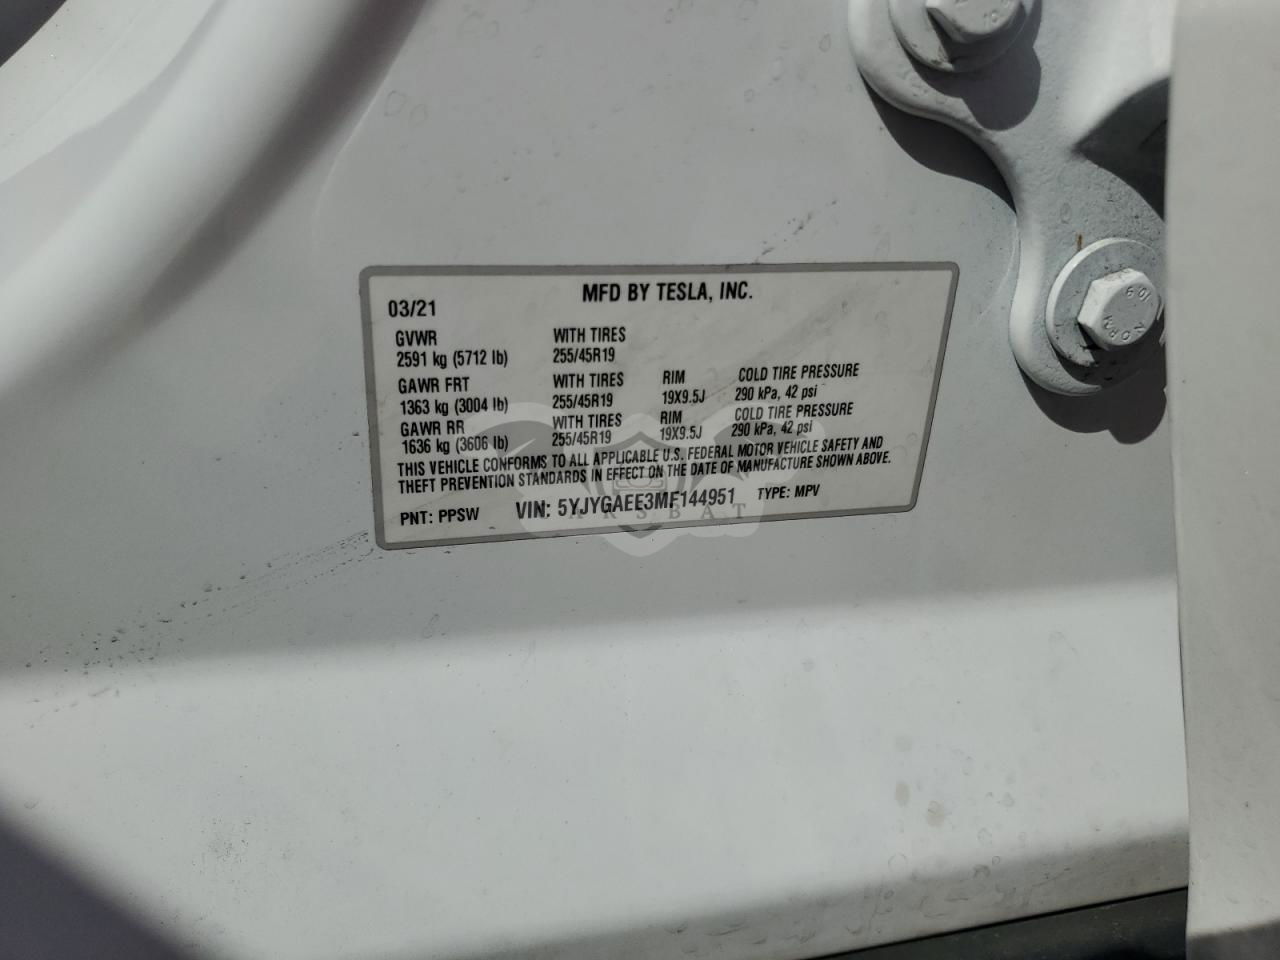 MFD BY TESLA, INC.
03/21
GVWR WITH TIRES
2591 kg (5712 lb) 255/45R19
GAWR FRT WITH TIRES RIM COLD TIRE PRESSURE
1363 kg (3004 lb) 255/45R19 19X9.5J 290 kPa, 42 psi
GAWR RR WITH TIRES RIM COLD TIRE PRESSURE
1636 kg (3606 lb) 255/45R19 19X9.5J 290 kPa, 42 psi
THIS VEHICLE CONFORMS TO ALL APPLICABLE U.S. FEDERAL MOTOR VEHICLE SAFETY AND
THEFT PREVENTION STANDARDS IN EFFECT ON THE DATE OF MANUFACTURE SHOWN ABOVE.
PNT: PPSW VIN: 5YJYGAEE3MF144951 TYPE: MPV
CARSBAT
10.9
NORM